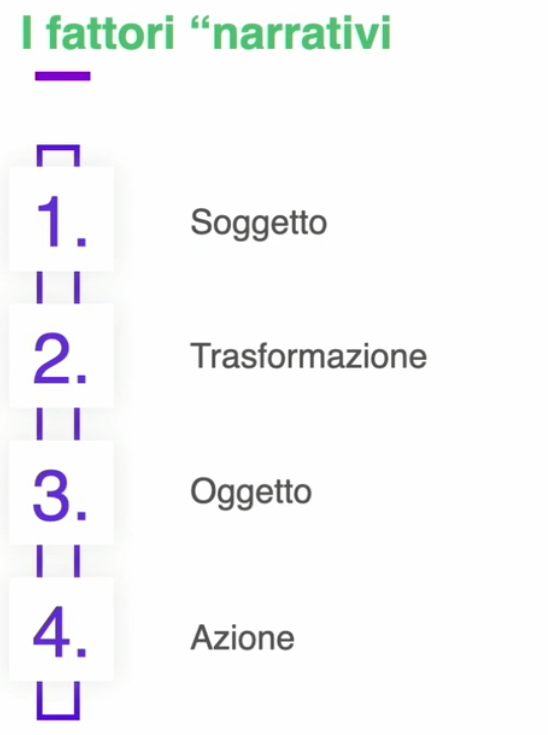 I fattori “narrativi
1. Soggetto
2. Trasformazione
3. Oggetto
4. Azione